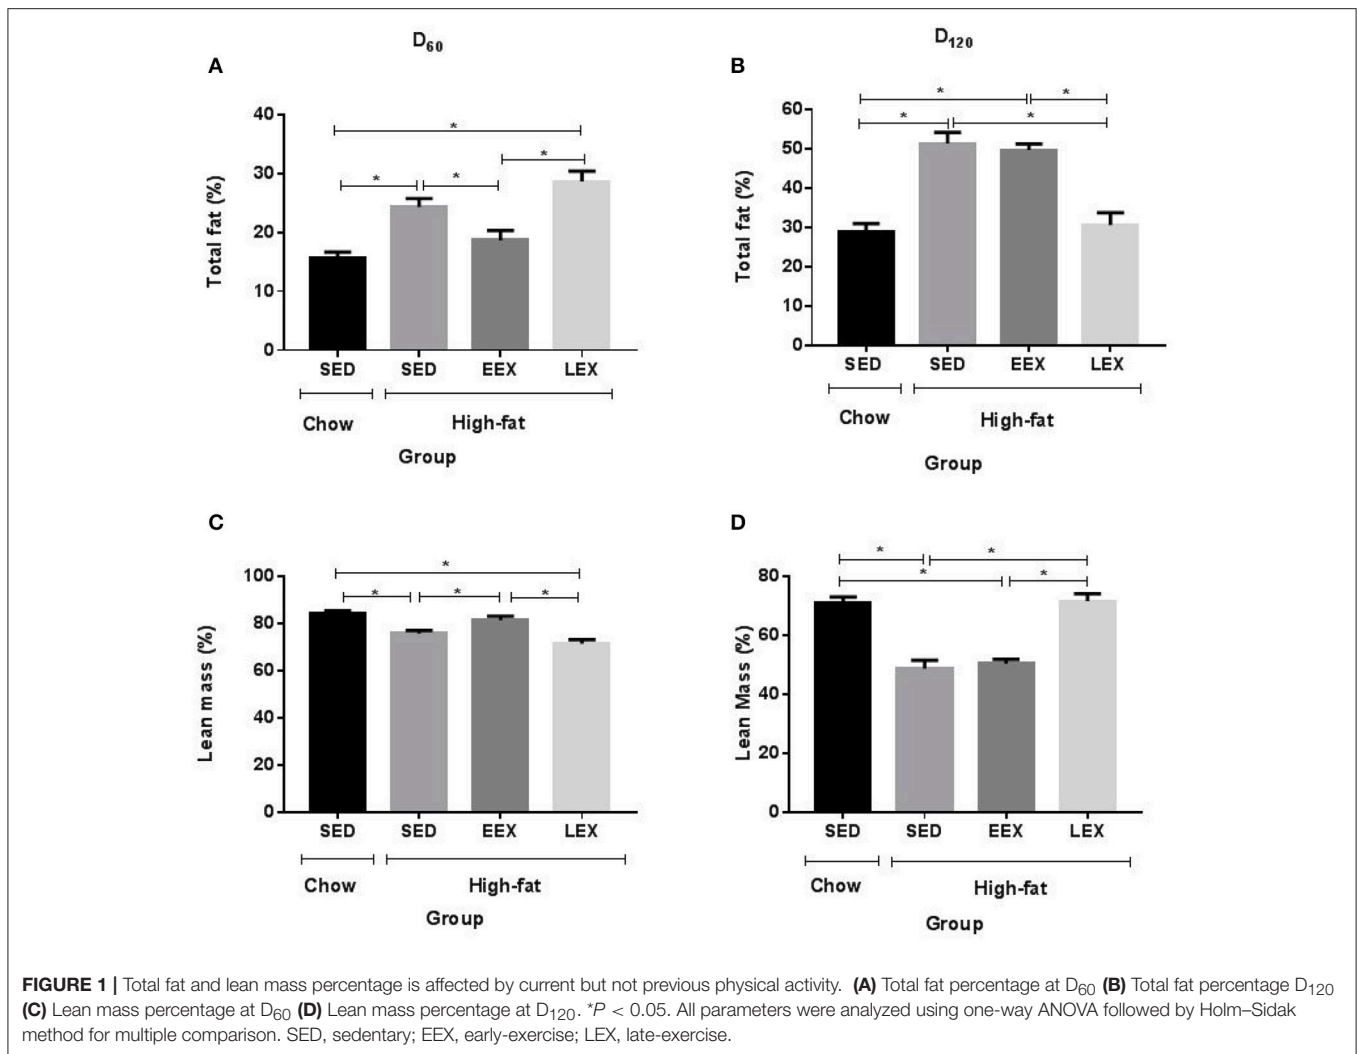 D60
A
40
30
20
10
0
Total fat (%)
*
*
*
*
SED SED EEX LEX
Chow High-fat
Group
D120
B
60
50
40
30
20
10
0
Total fat (%)
*
*
*
*
SED SED EEX LEX
Chow High-fat
Group
C
100
80
60
40
20
0
Lean mass (%)
*
*
*
*
SED SED EEX LEX
Chow High-fat
Group
D
80
60
40
20
0
Lean Mass (%)
*
*
*
*
SED SED EEX LEX
Chow High-fat
Group
FIGURE 1 | Total fat and lean mass percentage is affected by current but not previous physical activity. (A) Total fat percentage at D60 (B) Total fat percentage D120
(C) Lean mass percentage at D60 (D) Lean mass percentage at D120. *P < 0.05. All parameters were analyzed using one-way ANOVA followed by Holm–Sidak
method for multiple comparison. SED, sedentary; EEX, early-exercise; LEX, late-exercise.